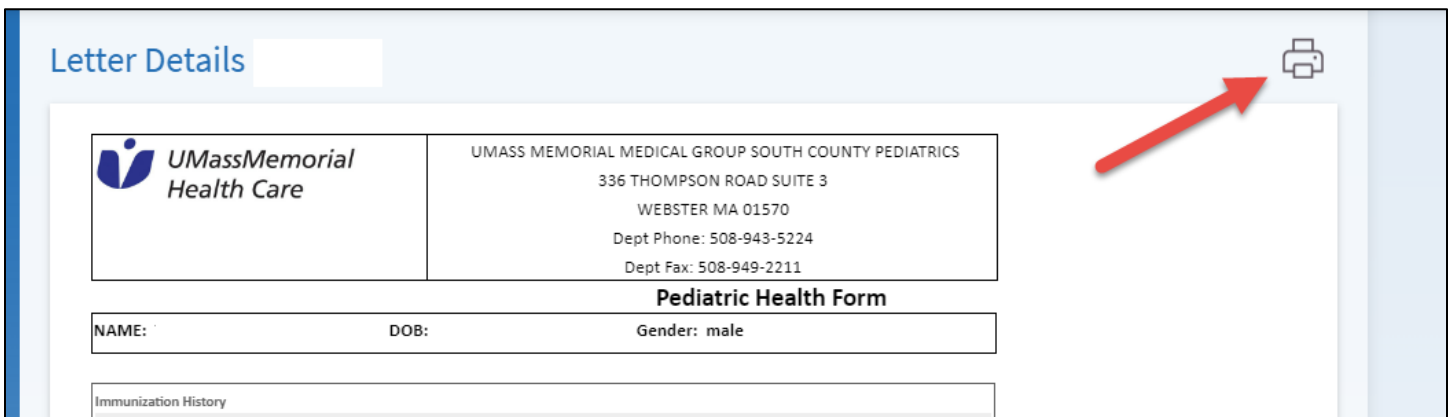 Letter Details
UMassMemorial
Health Care
UMASS MEMORIAL MEDICAL GROUP SOUTH COUNTY PEDIATRICS
336 THOMPSON ROAD SUITE 3
WEBSTER MA 01570
Dept Phone: 508-943-5224
Dept Fax: 508-949-2211
Pediatric Health Form
NAME: DOB: Gender: male
Immunization History